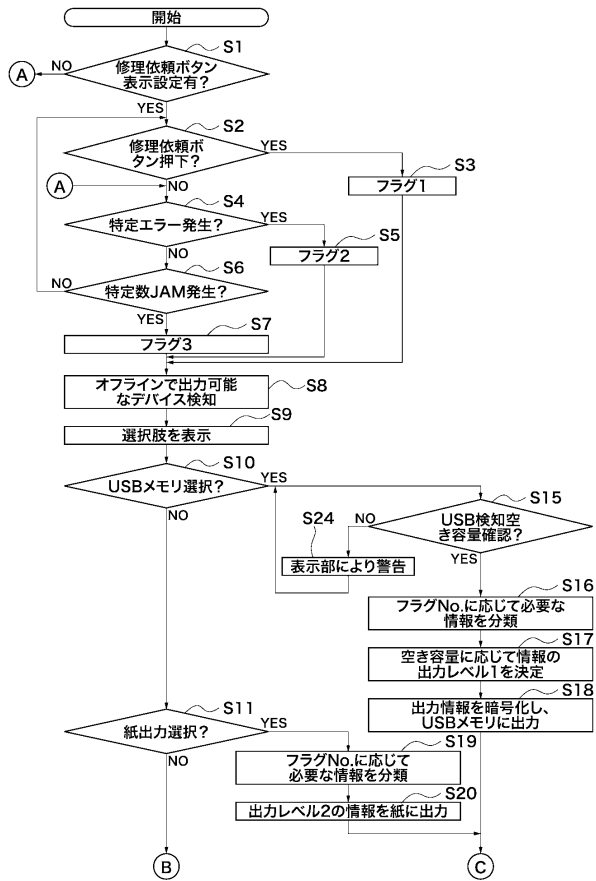 開始
S1
修理依頼ボタン
表示設定有?
NO
A
YES
S2
修理依頼ボ
タン押下?
YES
S3
フラグ1
A
NO
S4
特定エラー発生?
YES
S5
フラグ2
NO
S6
特定数JAM発生?
NO
YES
S7
フラグ3
S8
オフラインで出力可能
なデバイス検知
S9
選択肢を表示
S10
USBメモリ選択?
YES
NO
S15
USB検知空
き容量確認?
NO
YES
S24
表示部により警告
S16
フラグNo.に応じて必要な
情報を分類
S17
空き容量に応じて情報の
出力レベル1を決定
S18
出力情報を暗号化し、
USBメモリに出力
S11
紙出力選択?
YES
NO
S19
フラグNo.に応じて
必要な情報を分類
S20
出力レベル2の情報を紙に出力
B
C